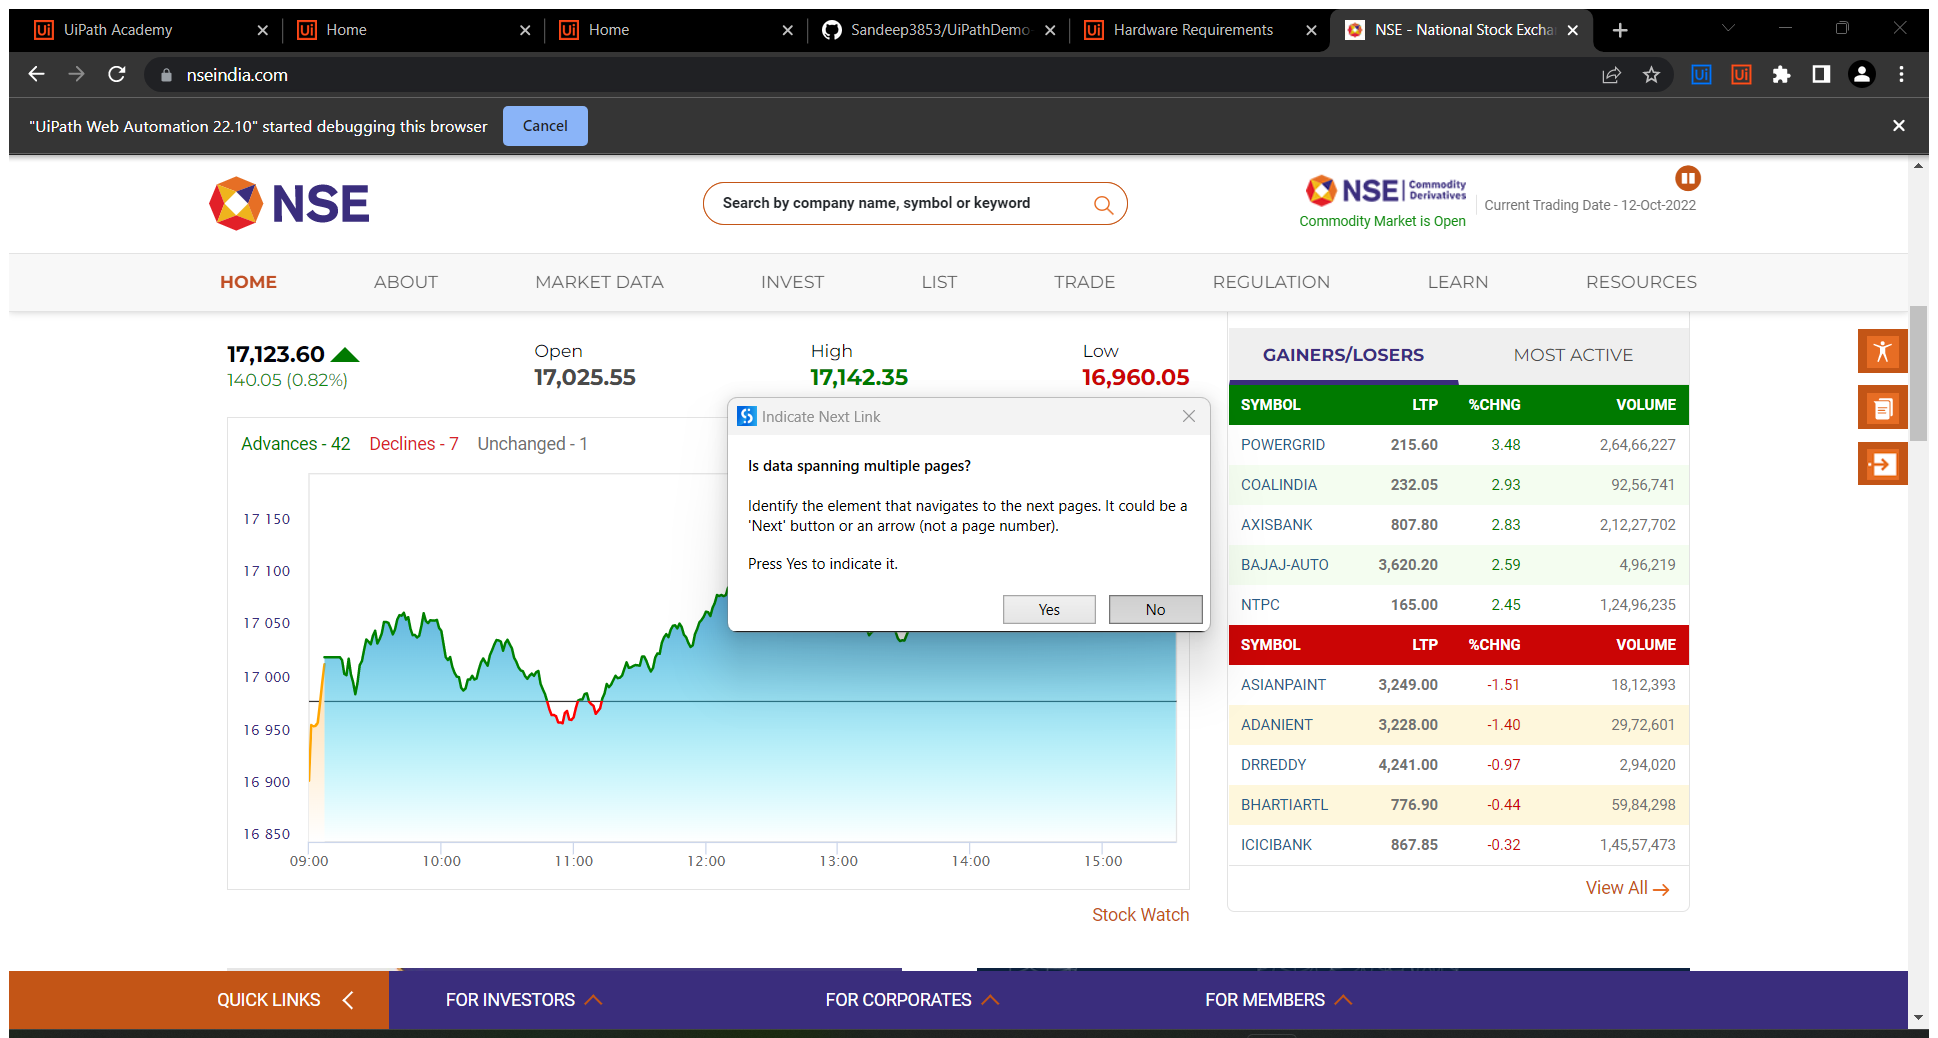 UiPath Academy
Home
Home
Sandeep3853/UiPathDemo
Hardware Requirements
NSE - National Stock Exchan
nseindia.com
"UiPath Web Automation 22.10" started debugging this browser
Cancel
NSE
Search by company name, symbol or keyword
NSE Commodity Derivatives
Commodity Market is Open
Current Trading Date - 12-Oct-2022
HOME ABOUT MARKET DATA INVEST LIST TRADE REGULATION LEARN RESOURCES
17,123.60
140.05 (0.82%)
Open
17,025.55
High
17,142.35
Low
16,960.05
Advances - 42 Declines - 7 Unchanged - 1
17 150
17 100
17 050
17 000
16 950
16 900
16 850
09:00 10:00 11:00 12:00 13:00 14:00 15:00
Stock Watch
Indicate Next Link
Is data spanning multiple pages?
Identify the element that navigates to the next pages. It could be a
'Next' button or an arrow (not a page number).
Press Yes to indicate it.
Yes No
GAINERS/LOSERS MOST ACTIVE
SYMBOL LTP %CHNG VOLUME
POWERGRID 215.60 3.48 2,64,66,227
COALINDIA 232.05 2.93 92,56,741
AXISBANK 807.80 2.83 2,12,27,702
BAJAJ-AUTO 3,620.20 2.59 4,96,219
NTPC 165.00 2.45 1,24,96,235
SYMBOL LTP %CHNG VOLUME
ASIANPAINT 3,249.00 -1.51 18,12,393
ADANIENT 3,228.00 -1.40 29,72,601
DRREDDY 4,241.00 -0.97 2,94,020
BHARTIARTL 776.90 -0.44 59,84,298
ICICIBANK 867.85 -0.32 1,45,57,473
View All
QUICK LINKS FOR INVESTORS FOR CORPORATES FOR MEMBERS